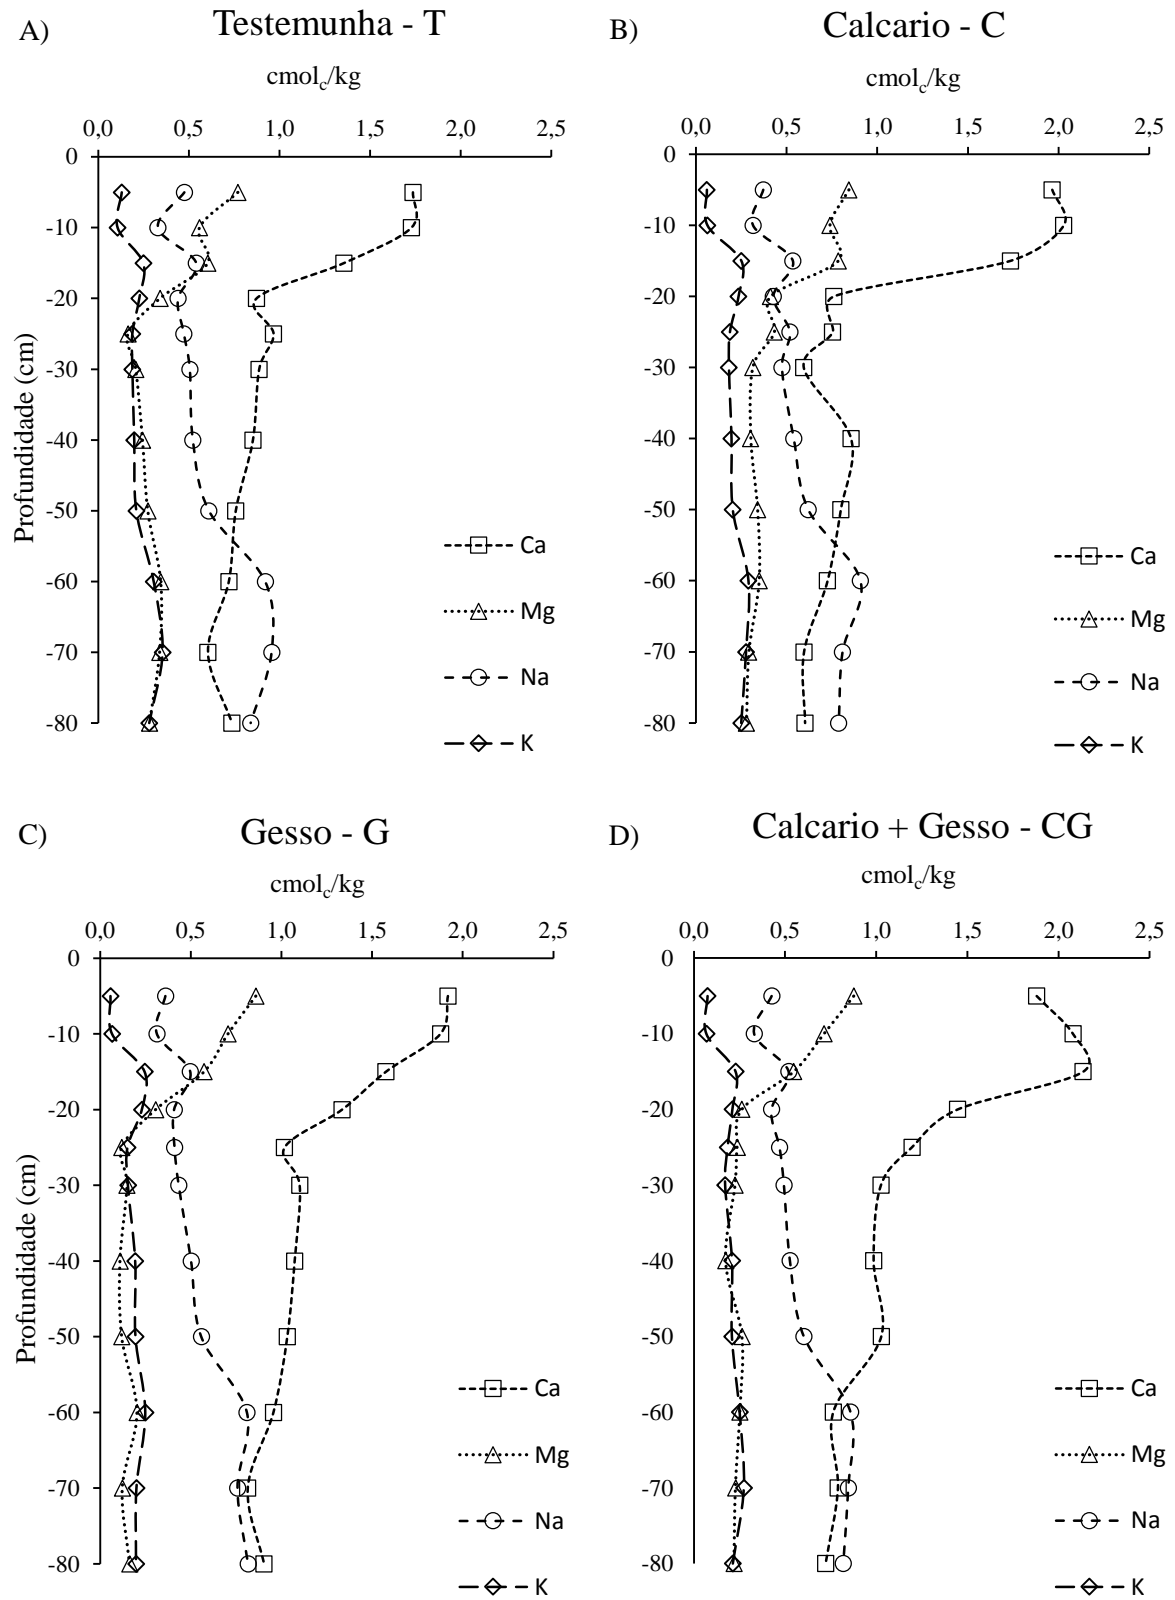 A)
Testemunha - T
cmolc/kg
0,0 0,5 1,0 1,5 2,0 2,5
0
-10
-20
-30
-40
-50
-60
-70
-80
Profundidade (cm)
Ca
Mg
Na
K
B)
Calcario - C
cmolc/kg
0,0 0,5 1,0 1,5 2,0 2,5
0
-10
-20
-30
-40
-50
-60
-70
-80
Ca
Mg
Na
K
C)
Gesso - G
cmolc/kg
0,0 0,5 1,0 1,5 2,0 2,5
0
-10
-20
-30
-40
-50
-60
-70
-80
Profundidade (cm)
Ca
Mg
Na
K
D)
Calcario + Gesso - CG
cmolc/kg
0,0 0,5 1,0 1,5 2,0 2,5
0
-10
-20
-30
-40
-50
-60
-70
-80
Ca
Mg
Na
K